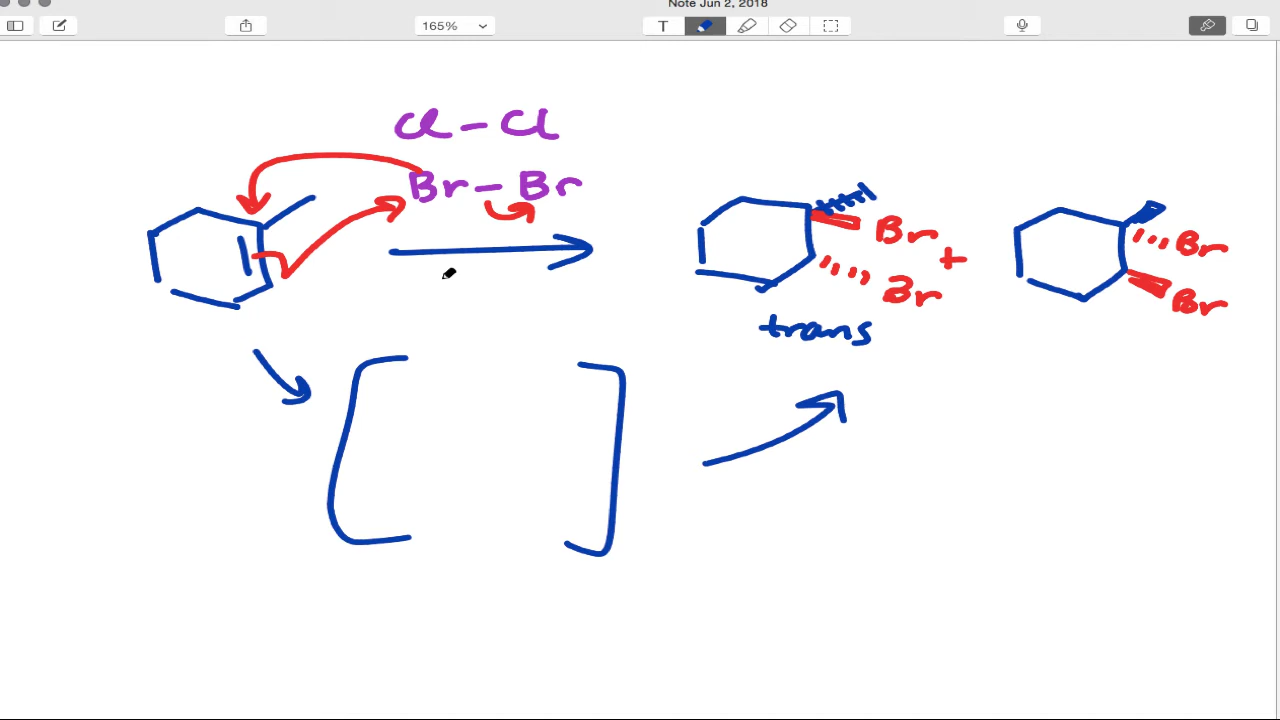 Note Jun 2, 2018
165%
T
Cl – Cl
Br – Br
Br
+
Br
Br
Br
trans